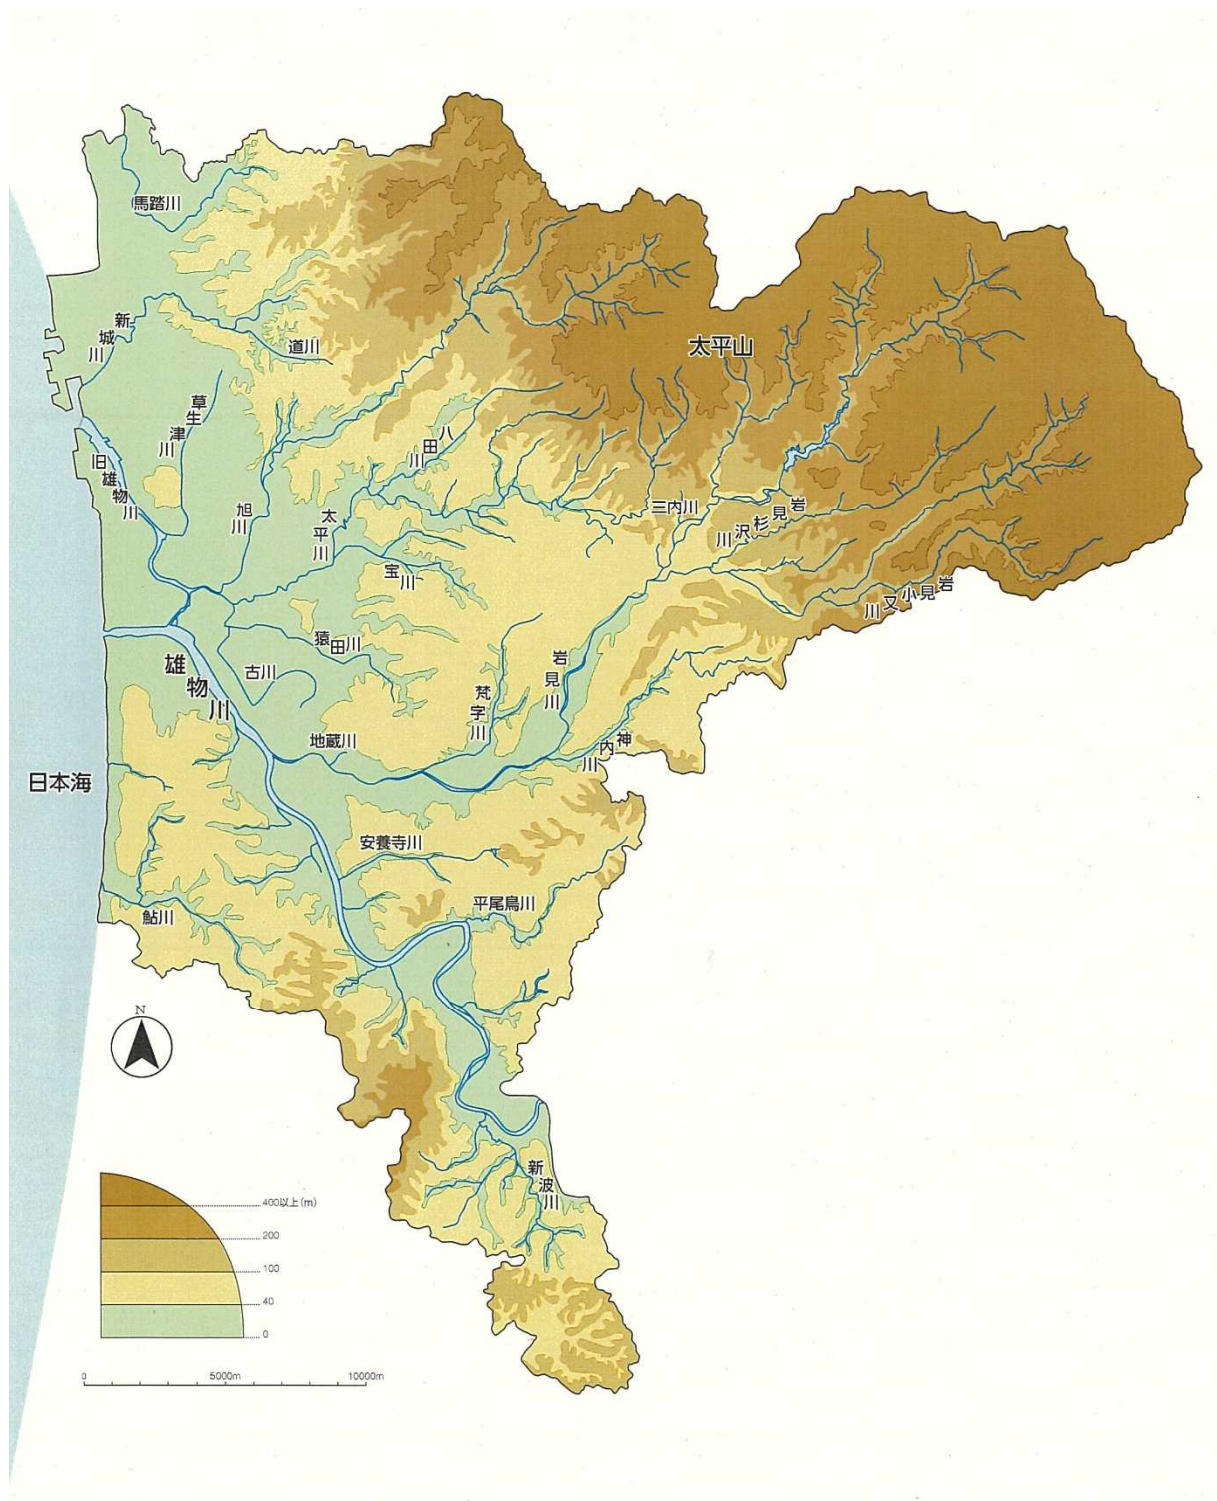 馬踏川
新城川
道川
太平山
草生津川
八田川
旧雄物川
旭川
太平川
三内川
岩見杉沢川
宝川
岩見小又川
猿田川
古川
雄物川
岩見川
梵字川
地蔵川
神内川
日本海
安養寺川
平尾鳥川
鮎川
N
新波川
400以上(m)
200
100
40
0
0 5000m 10000m